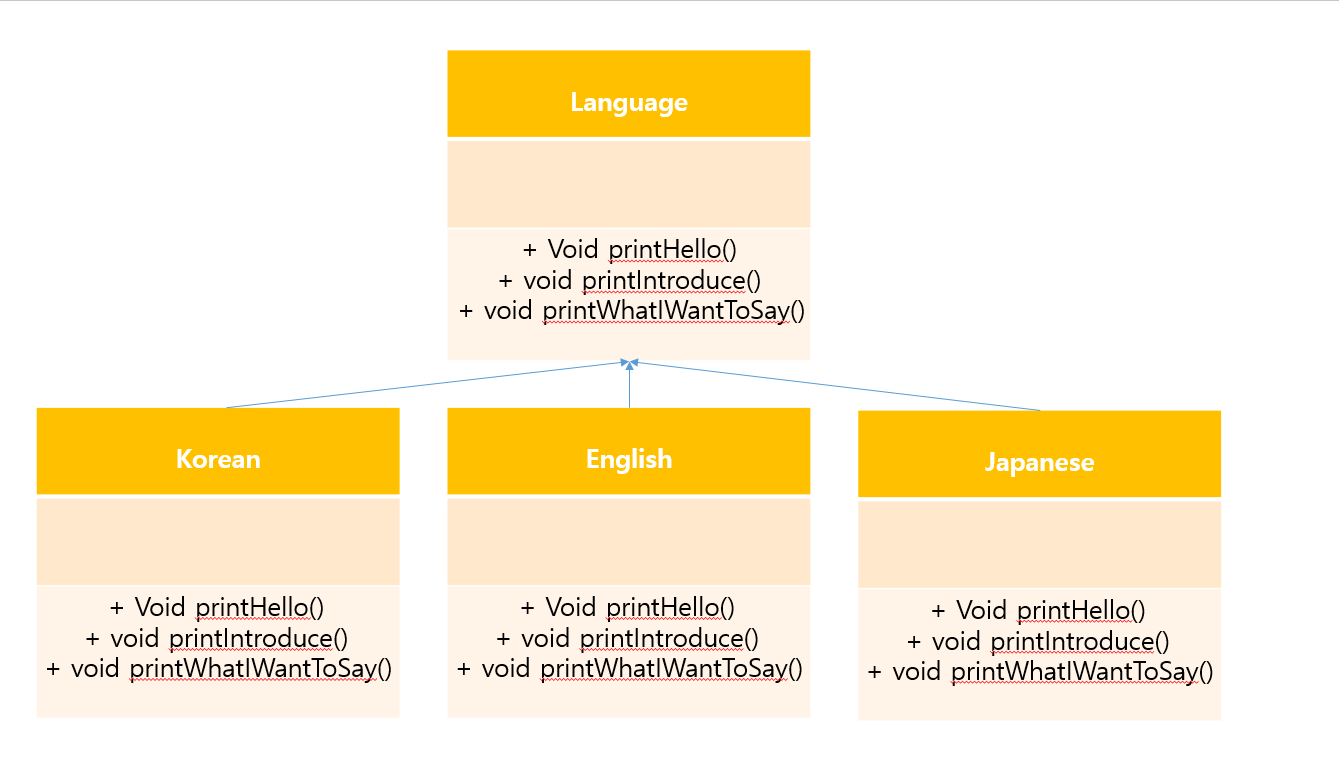 Language
+ Void printHello()
+ void printIntroduce()
+ void printWhatIWantToSay()
Korean
+ Void printHello()
+ void printIntroduce()
+ void printWhatIWantToSay()
English
+ Void printHello()
+ void printIntroduce()
+ void printWhatIWantToSay()
Japanese
+ Void printHello()
+ void printIntroduce()
+ void printWhatIWantToSay()